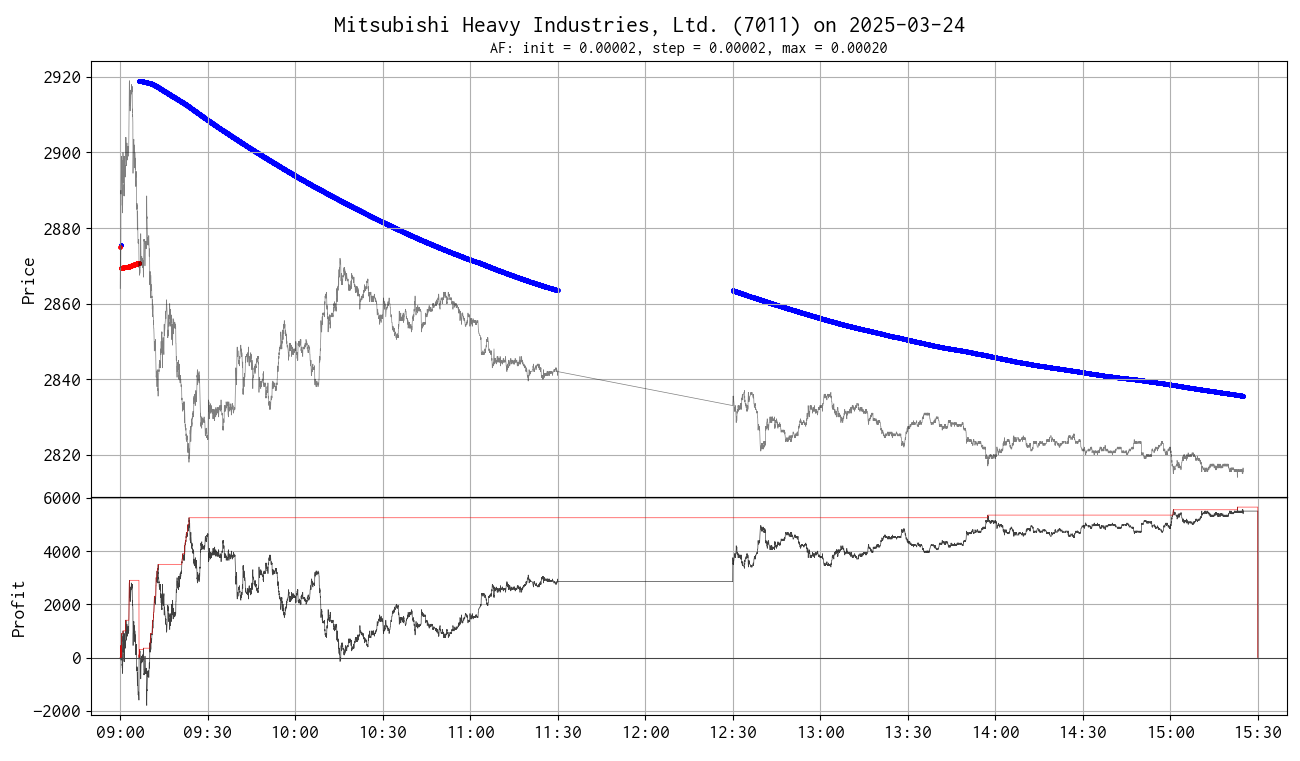 Mitsubishi Heavy Industries, Ltd. (7011) on 2025-03-24
AF: init = 0.00002, step = 0.00002, max = 0.00020
Price
2920
2900
2880
2860
2840
2820
Profit
6000
4000
2000
0
−2000
09:00 09:30 10:00 10:30 11:00 11:30 12:00 12:30 13:00 13:30 14:00 14:30 15:00 15:30